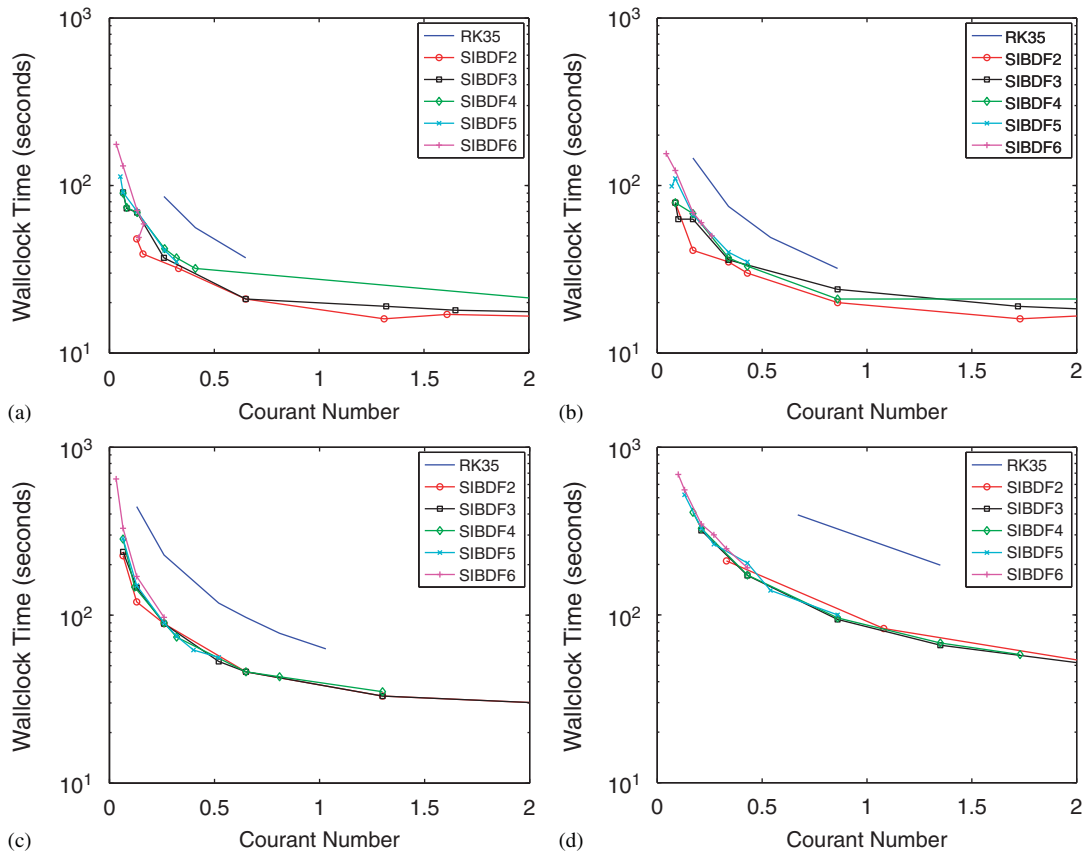 10³
10²
10¹
Wallclock Time (seconds)
0 0.5 1 1.5 2
Courant Number
(a)
RK35
SIBDF2
SIBDF3
SIBDF4
SIBDF5
SIBDF6
10³
10²
10¹
Wallclock Time (seconds)
0 0.5 1 1.5 2
Courant Number
(b)
RK35
SIBDF2
SIBDF3
SIBDF4
SIBDF5
SIBDF6
10³
10²
10¹
Wallclock Time (seconds)
0 0.5 1 1.5 2
Courant Number
(c)
RK35
SIBDF2
SIBDF3
SIBDF4
SIBDF5
SIBDF6
10³
10²
10¹
Wallclock Time (seconds)
0 0.5 1 1.5 2
Courant Number
(d)
RK35
SIBDF2
SIBDF3
SIBDF4
SIBDF5
SIBDF6